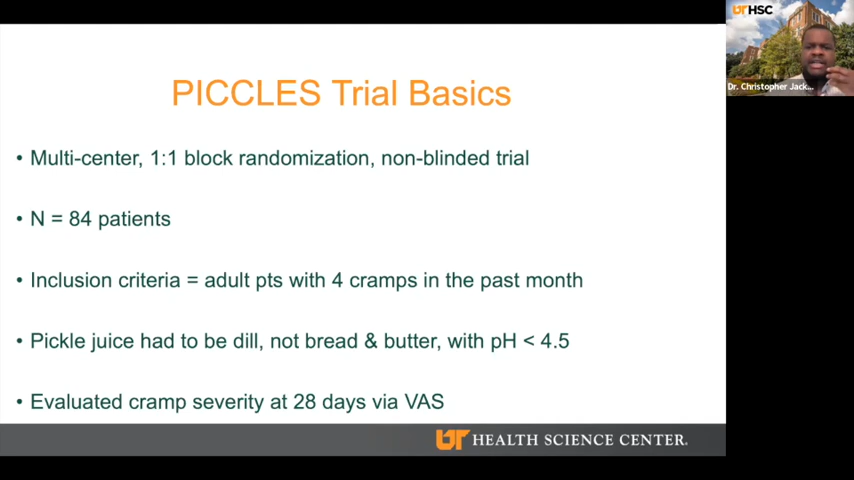 UTHSC
Dr. Christopher Jack...
PICCLES Trial Basics
• Multi-center, 1:1 block randomization, non-blinded trial
• N = 84 patients
• Inclusion criteria = adult pts with 4 cramps in the past month
• Pickle juice had to be dill, not bread & butter, with pH < 4.5
• Evaluated cramp severity at 28 days via VAS
UT HEALTH SCIENCE CENTER.